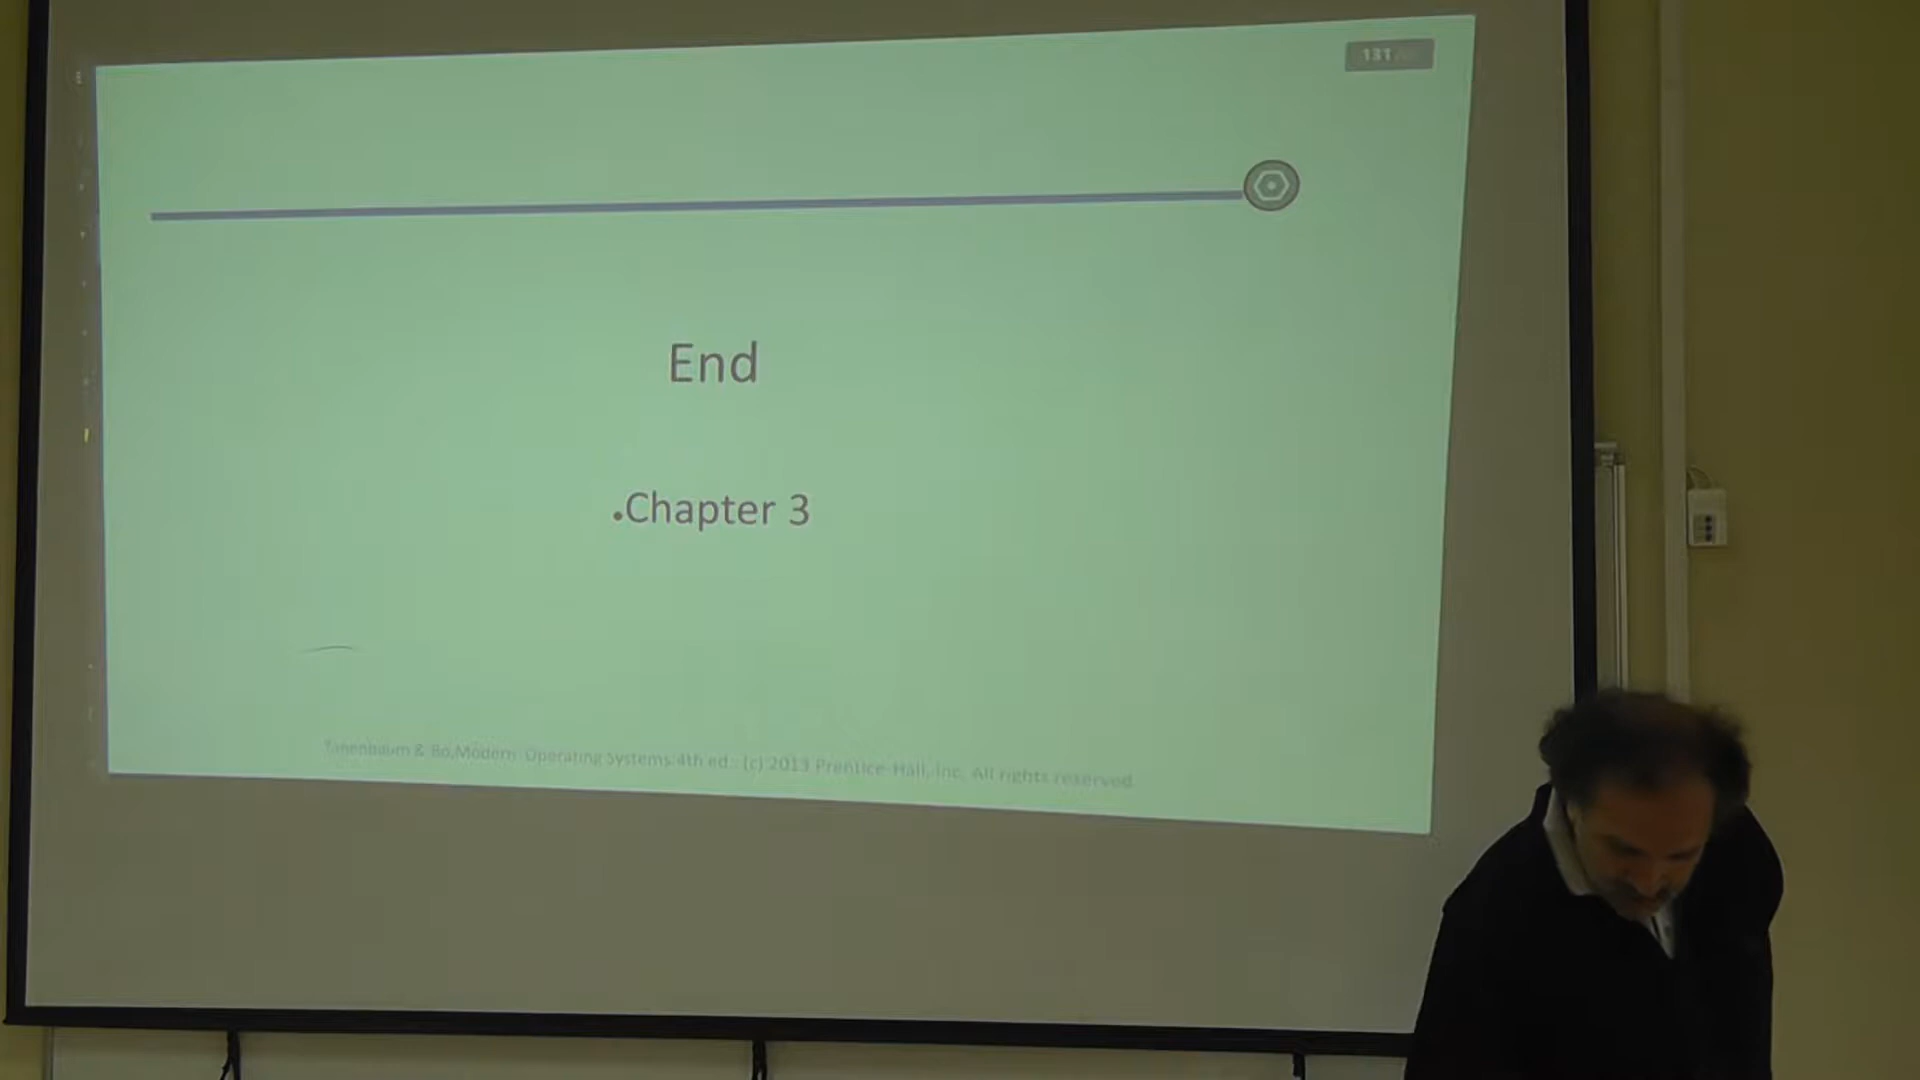 131
End
•Chapter 3
Tanenbaum & Bo,Modern Operating Systems:4th ed.: (c) 2013 Prentice-Hall, Inc. All rights reserved